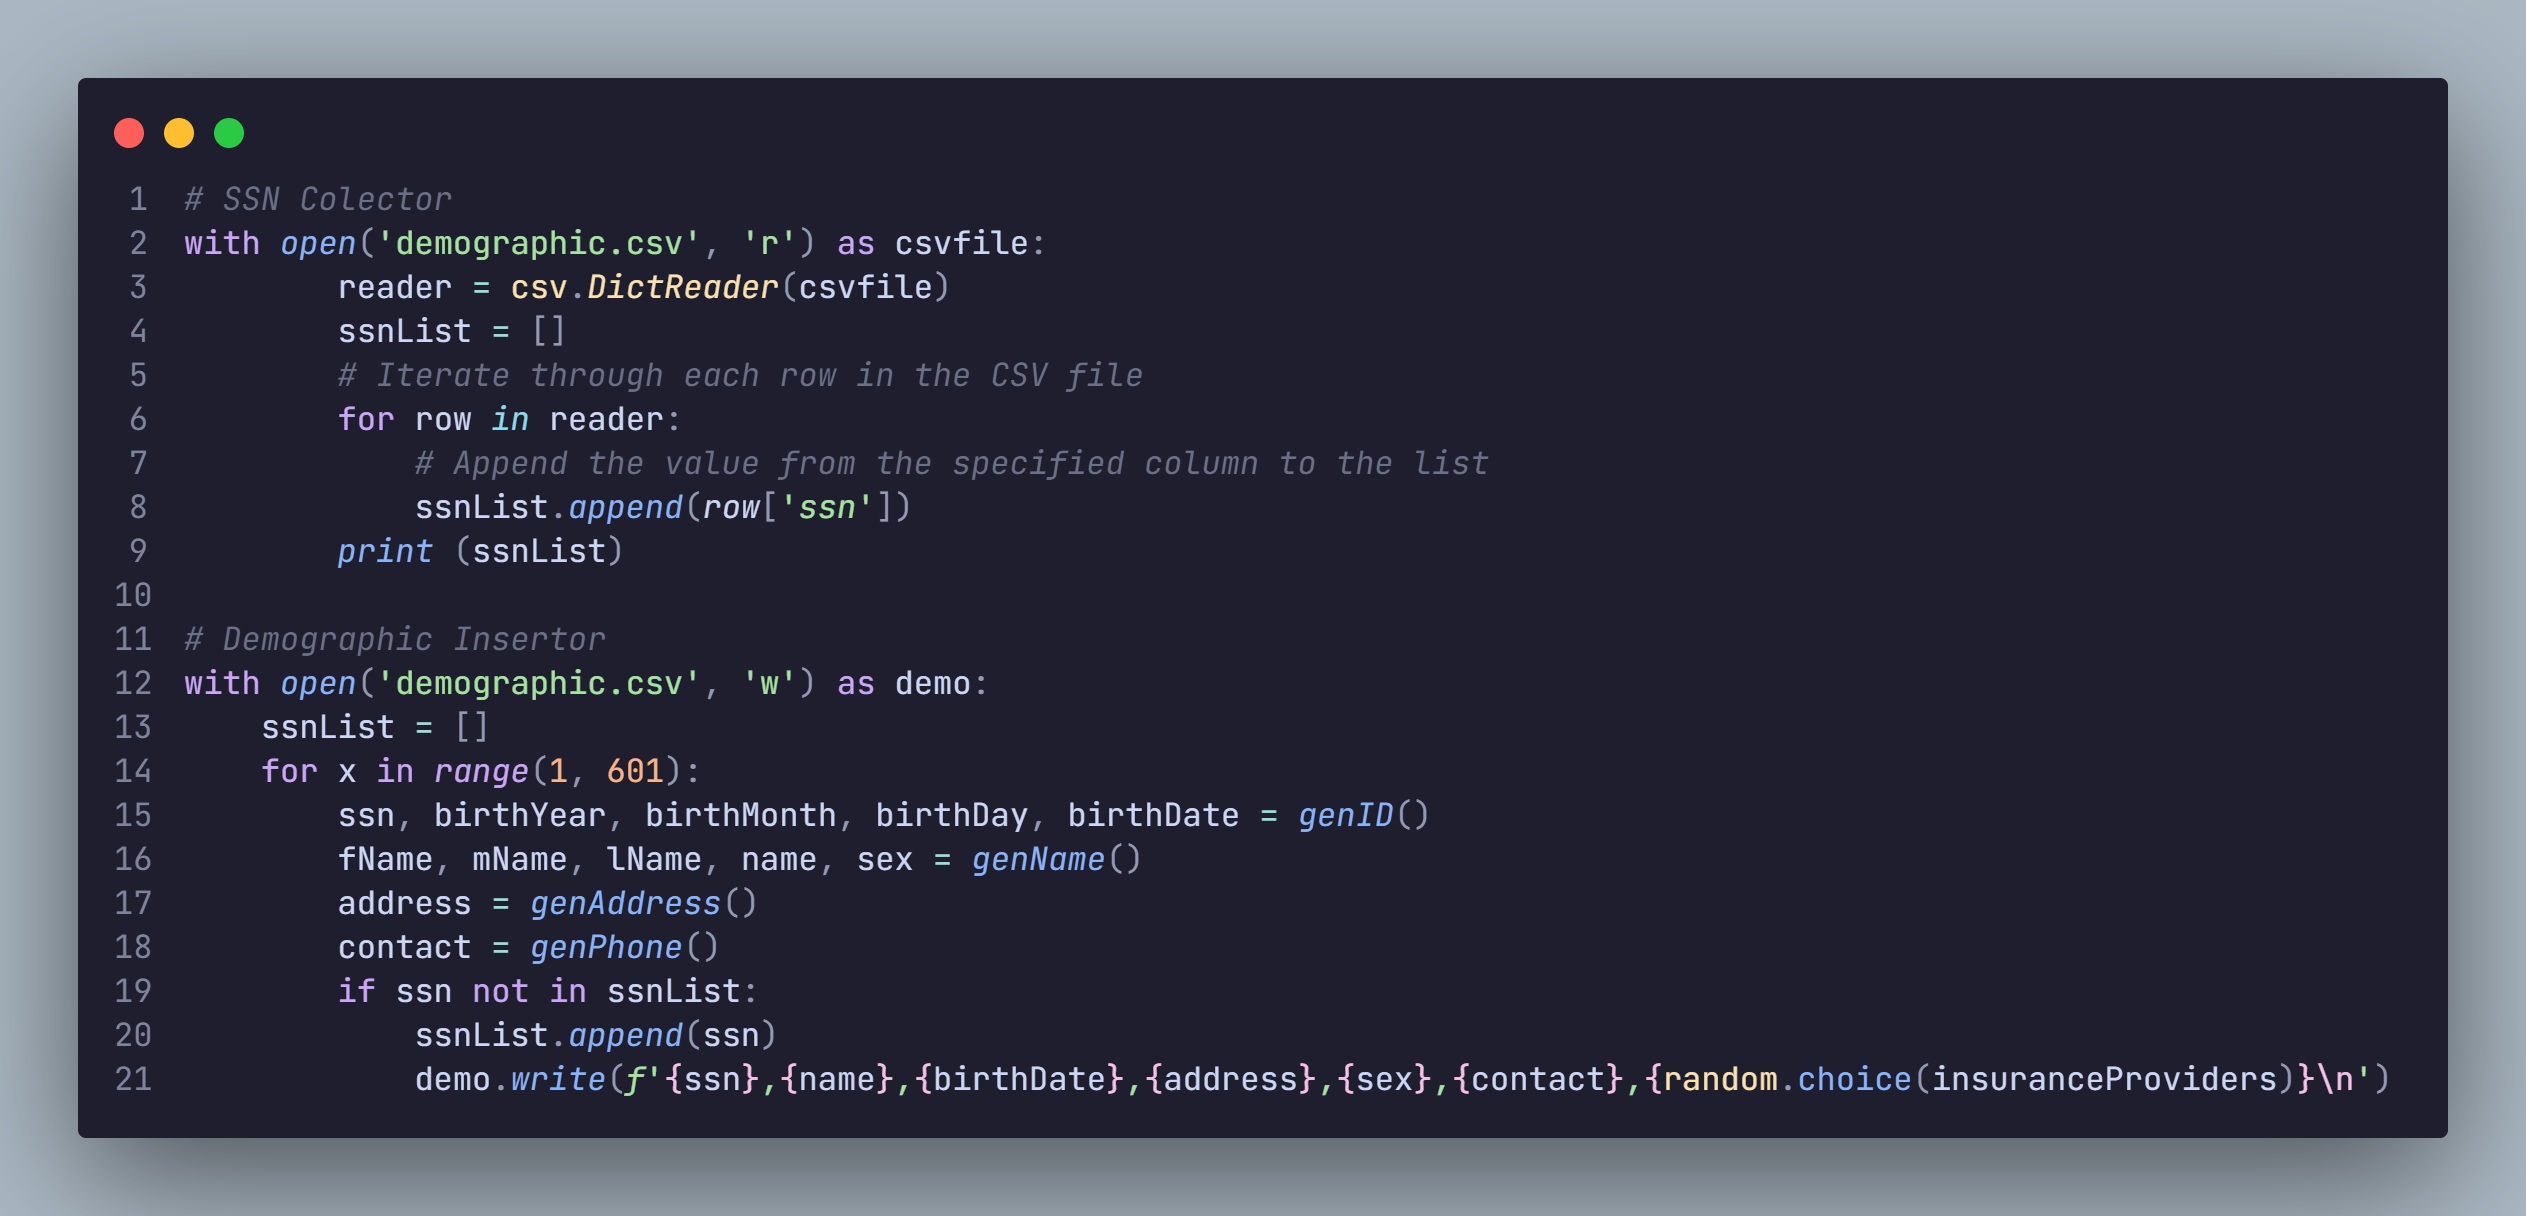 1 # SSN Colector
2 with open('demographic.csv', 'r') as csvfile:
3         reader = csv.DictReader(csvfile)
4         ssnList = []
5         # Iterate through each row in the CSV file
6         for row in reader:
7             # Append the value from the specified column to the list
8             ssnList.append(row['ssn'])
9         print (ssnList)
10
11 # Demographic Insertor
12 with open('demographic.csv', 'w') as demo:
13     ssnList = []
14     for x in range(1, 601):
15         ssn, birthYear, birthMonth, birthDay, birthDate = genID()
16         fName, mName, lName, name, sex = genName()
17         address = genAddress()
18         contact = genPhone()
19         if ssn not in ssnList:
20             ssnList.append(ssn)
21             demo.write(f'{ssn},{name},{birthDate},{address},{sex},{contact},{random.choice(insuranceProviders)}\n')